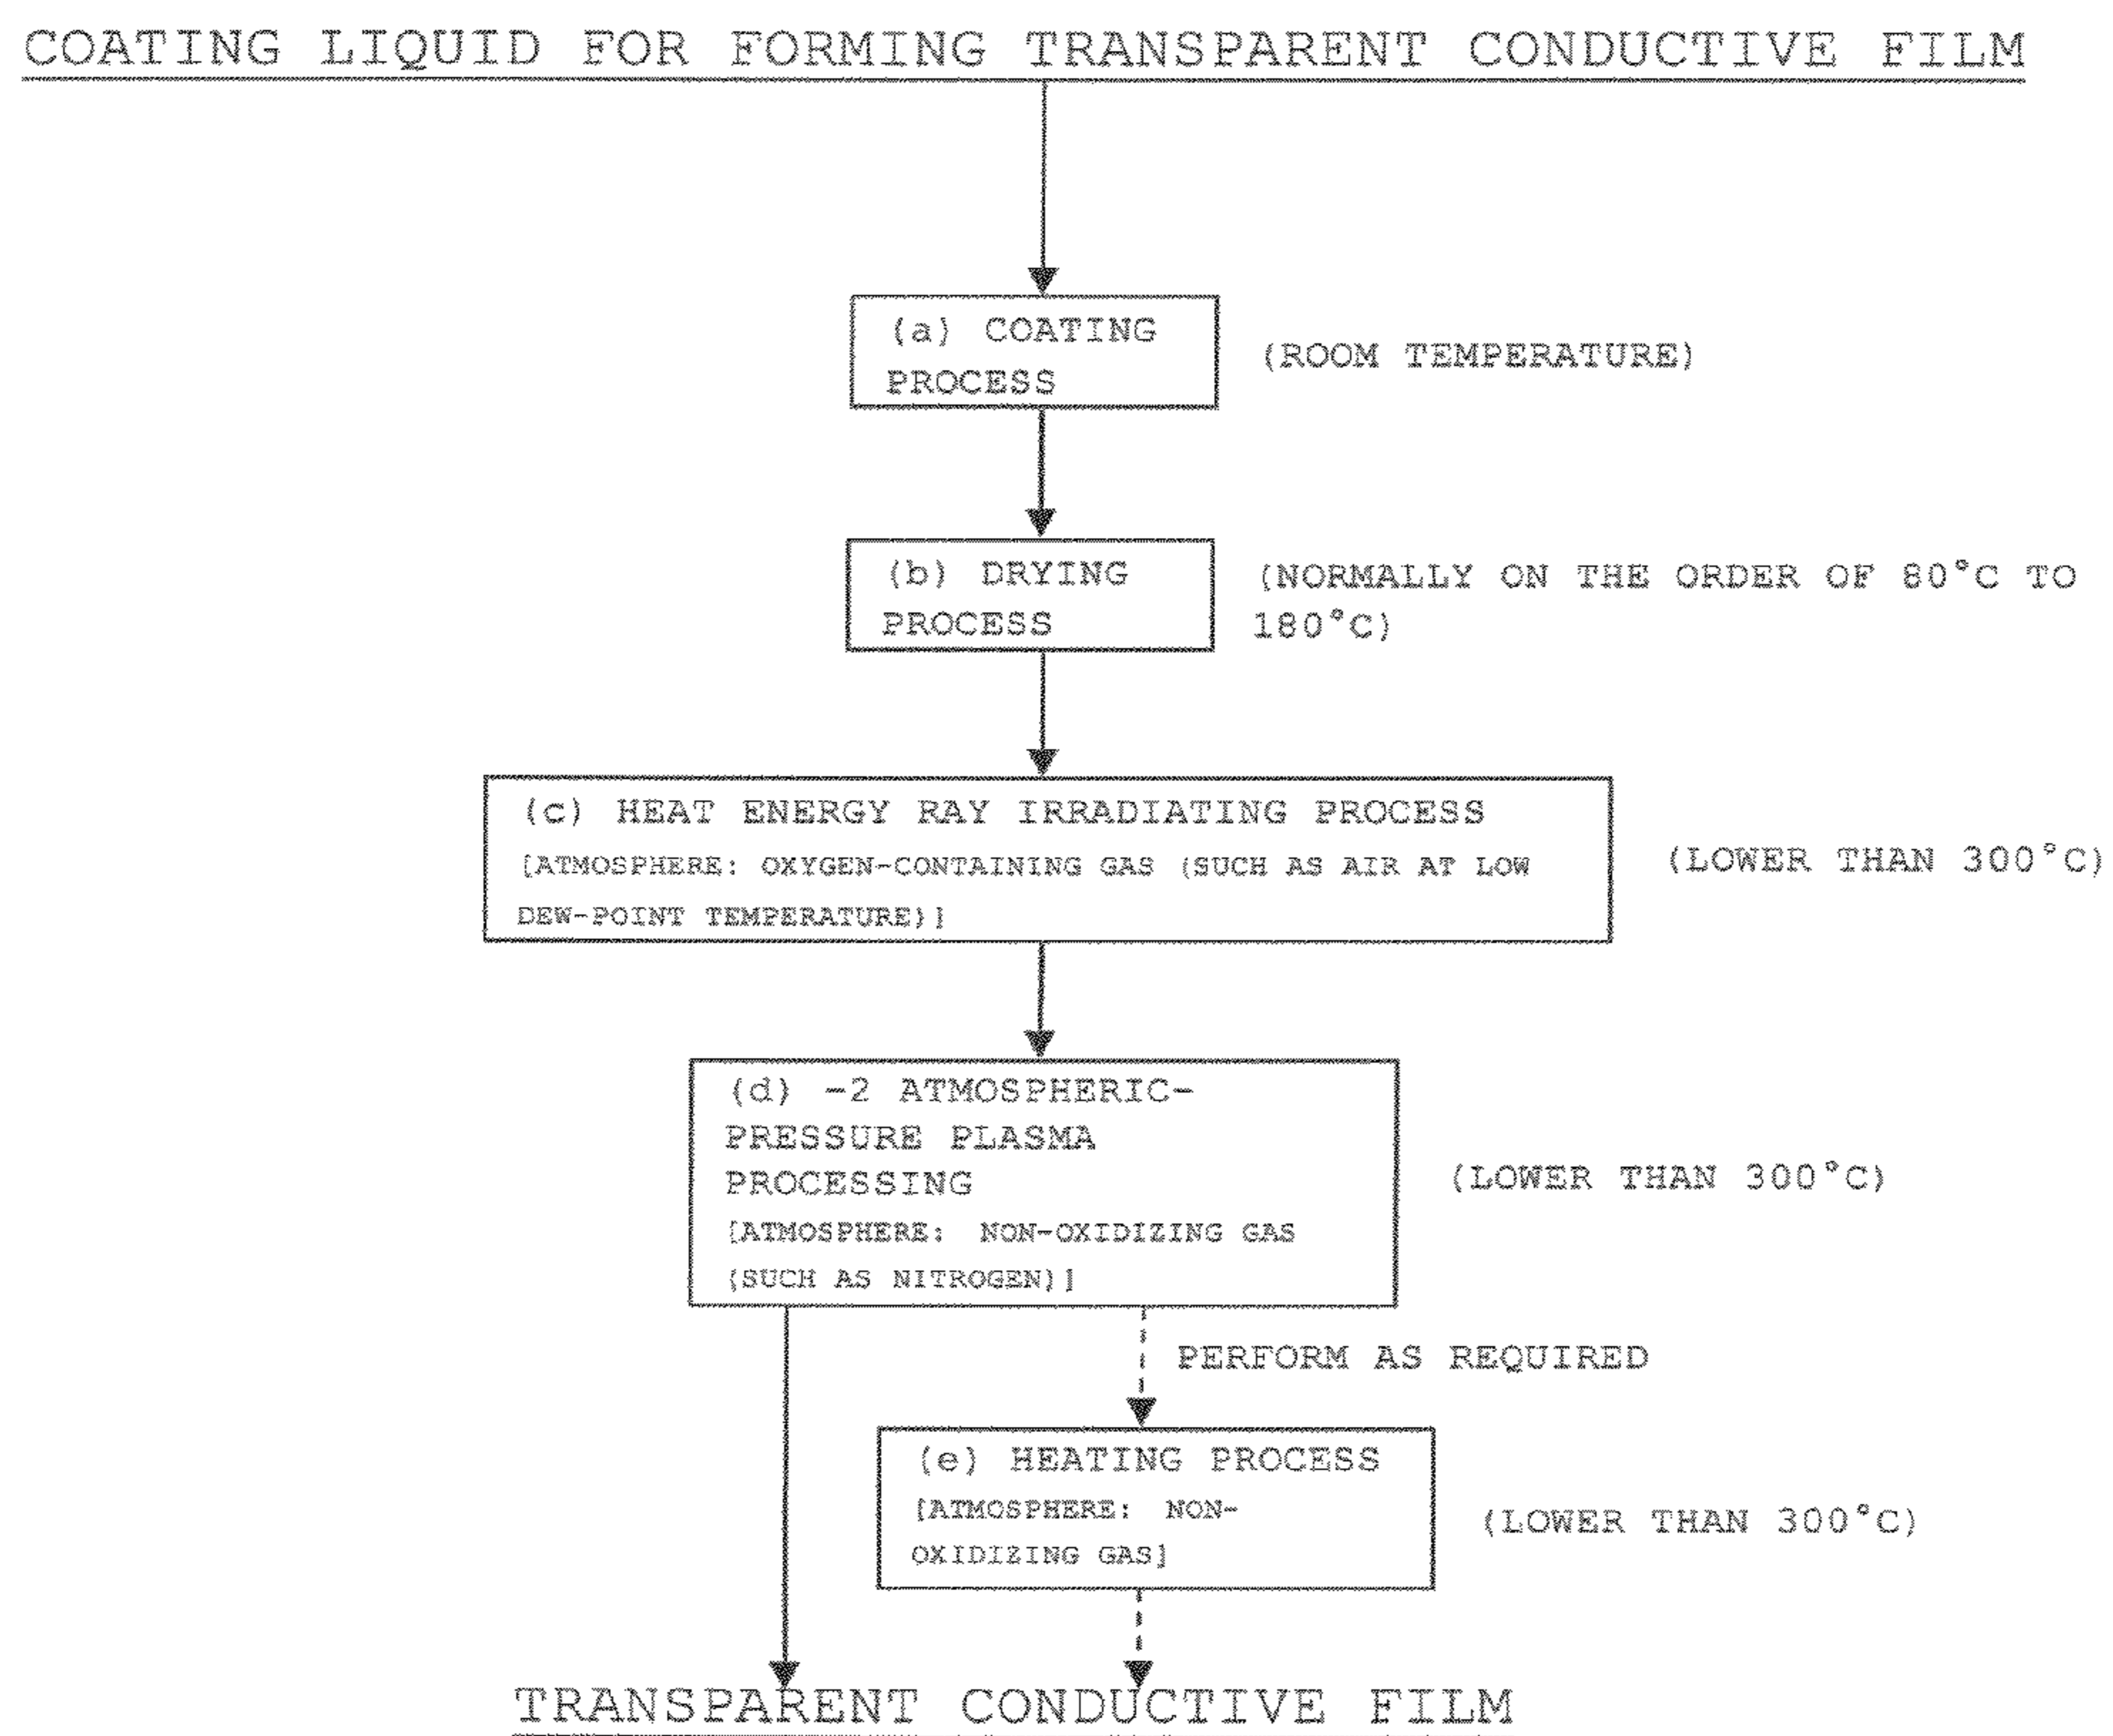 COATING LIQUID FOR FORMING TRANSPARENT CONDUCTIVE FILM
(a) COATING
PROCESS
(ROOM TEMPERATURE)
(b) DRYING
PROCESS
(NORMALLY ON THE ORDER OF 80°C TO
180°C)
(c) HEAT ENERGY RAY IRRADIATING PROCESS
[ATMOSPHERE: OXYGEN-CONTAINING GAS (SUCH AS AIR AT LOW
DEW-POINT TEMPERATURE)]
(LOWER THAN 300°C)
(d) -2 ATMOSPHERIC-
PRESSURE PLASMA
PROCESSING
[ATMOSPHERE: NON-OXIDIZING GAS
(SUCH AS NITROGEN)]
(LOWER THAN 300°C)
PERFORM AS REQUIRED
(e) HEATING PROCESS
[ATMOSPHERE: NON-
OXIDIZING GAS]
(LOWER THAN 300°C)
TRANSPARENT CONDUCTIVE FILM